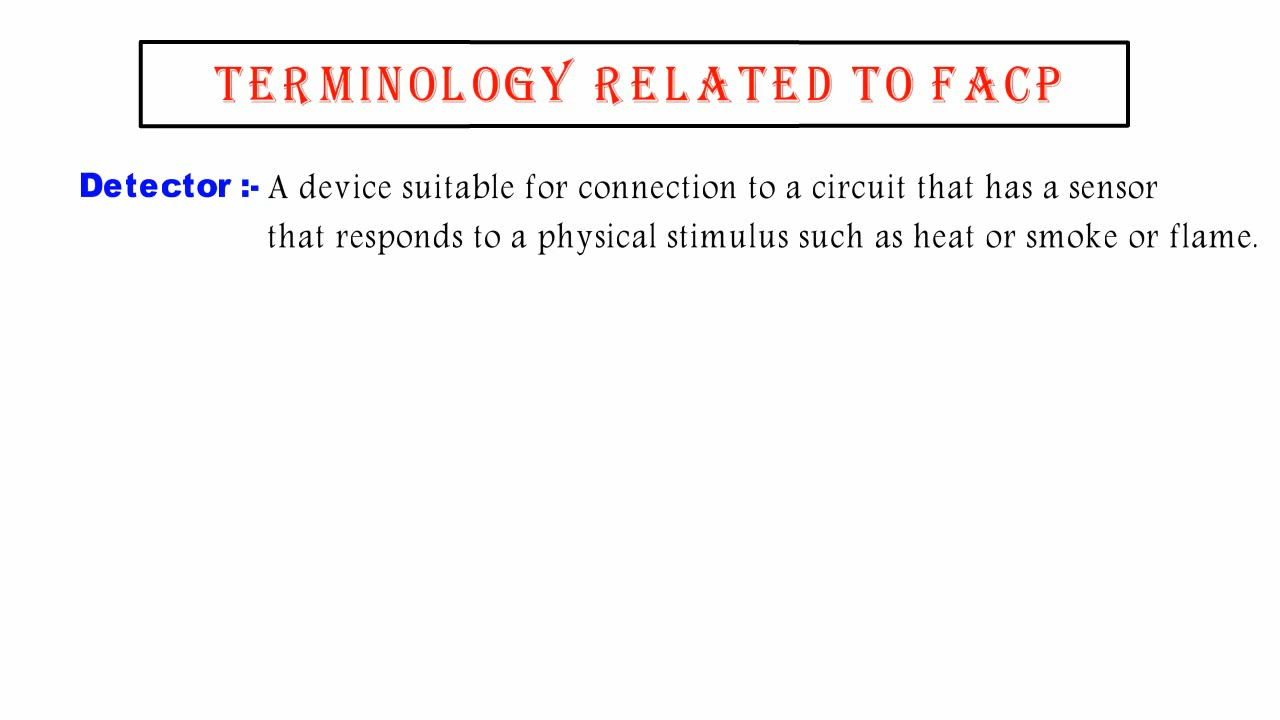 TERMINOLOGY RELATED TO FACP
Detector :- A device suitable for connection to a circuit that has a sensor
that responds to a physical stimulus such as heat or smoke or flame.